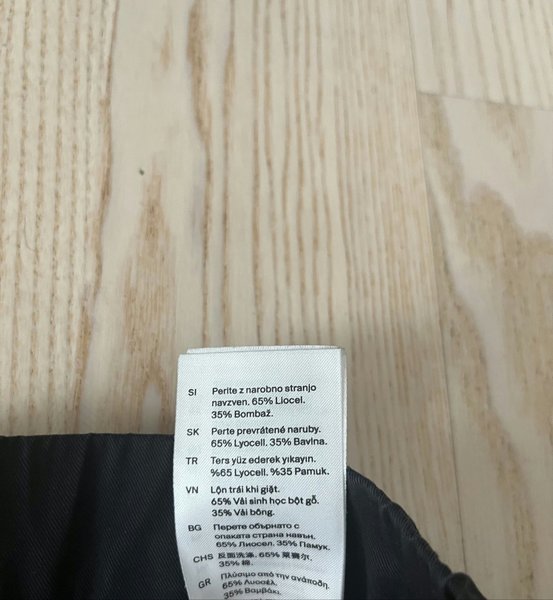 SI Perite z narobno stranjo
navzven. 65% Liocel.
35% Bombaž.
SK Perte prevrátené naruby.
65% Lyocell. 35% Bavlna.
TR Ters yüz ederek yıkayın.
%65 Lyocell. %35 Pamuk.
VN Lộn trái khi giặt.
65% Vải sinh học bột gỗ.
35% Vải bông.
BG Перете обърнато с
опаката страна навън.
65% Лиосел. 35% Памук.
CHS 反面洗涤. 65% 莱赛尔.
35% 棉.
GR Πλύσιμο από την ανάποδη.
65% Λυοσέλ.
35% Βαμβάκι.